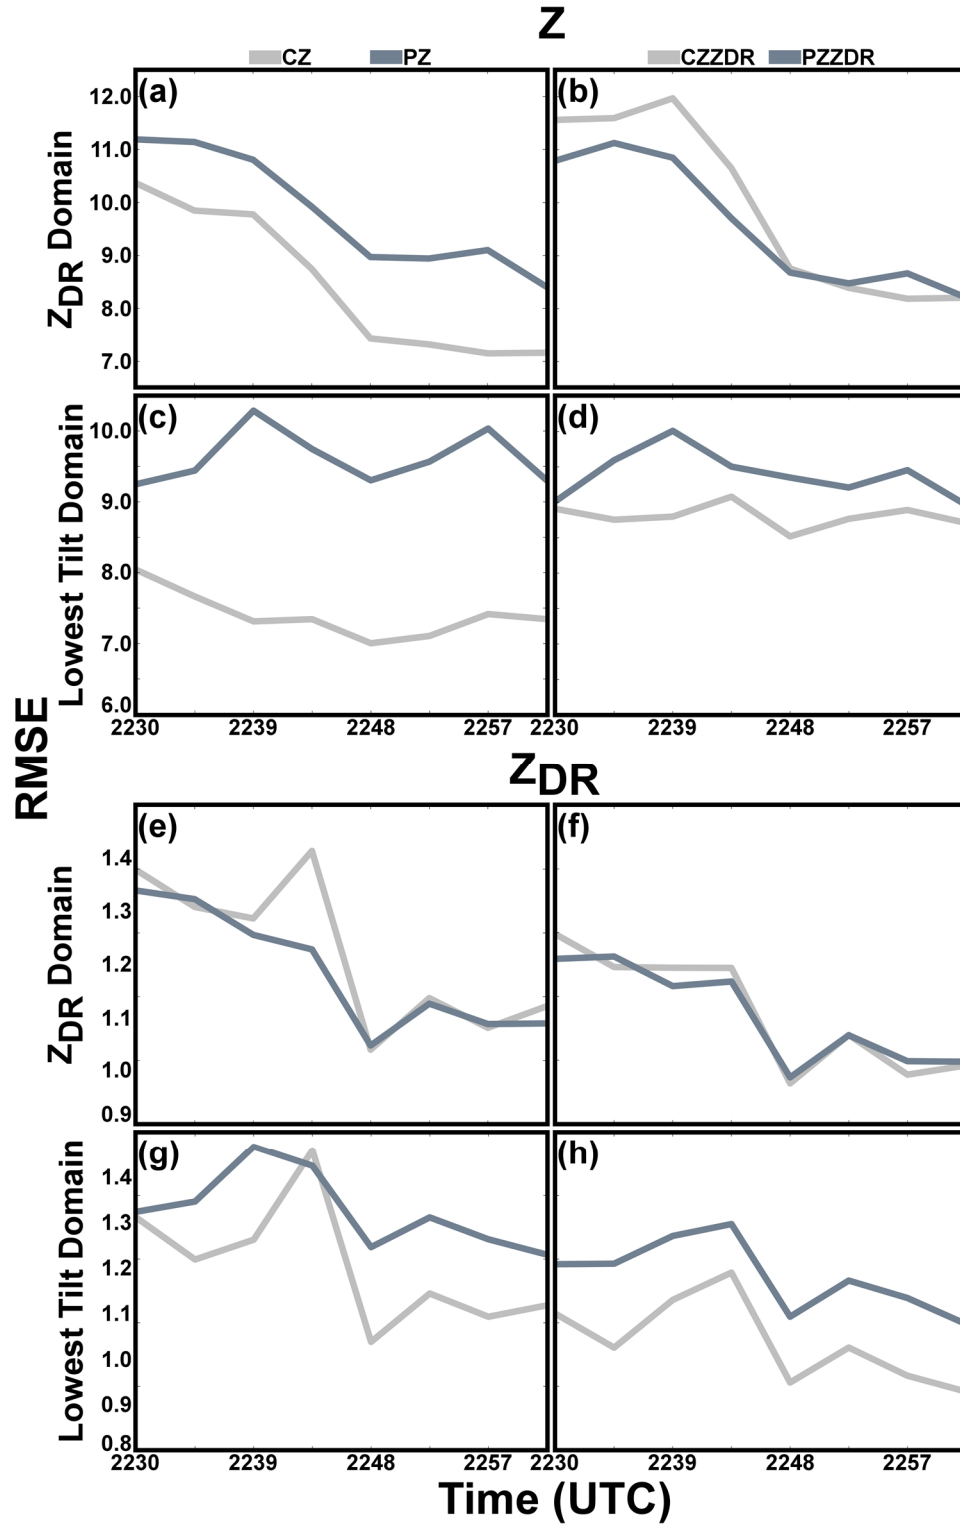 Z
CZ PZ CZZDR PZZDR
(a) (b)
12.0
11.0
10.0
9.0
8.0
7.0
ZDR Domain
(c) (d)
10.0
9.0
8.0
7.0
6.0
Lowest Tilt Domain
2230 2239 2248 2257 2230 2239 2248 2257
RMSE
ZDR
(e) (f)
1.4
1.3
1.2
1.1
1.0
0.9
ZDR Domain
(g) (h)
1.4
1.3
1.2
1.1
1.0
0.9
0.8
Lowest Tilt Domain
2230 2239 2248 2257 2230 2239 2248 2257
Time (UTC)